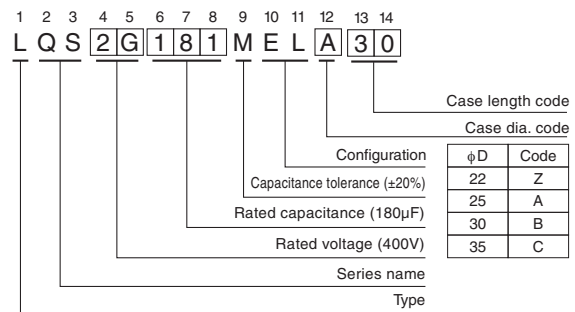 1 2 3 4 5 6 7 8 9 10 11 12 13 14
L Q S 2 G 1 8 1 M E L A 3 0
Case length code
Case dia. code
Configuration
Capacitance tolerance (±20%)
Rated capacitance (180µF)
Rated voltage (400V)
Series name
Type
ϕD Code
22 Z
25 A
30 B
35 C